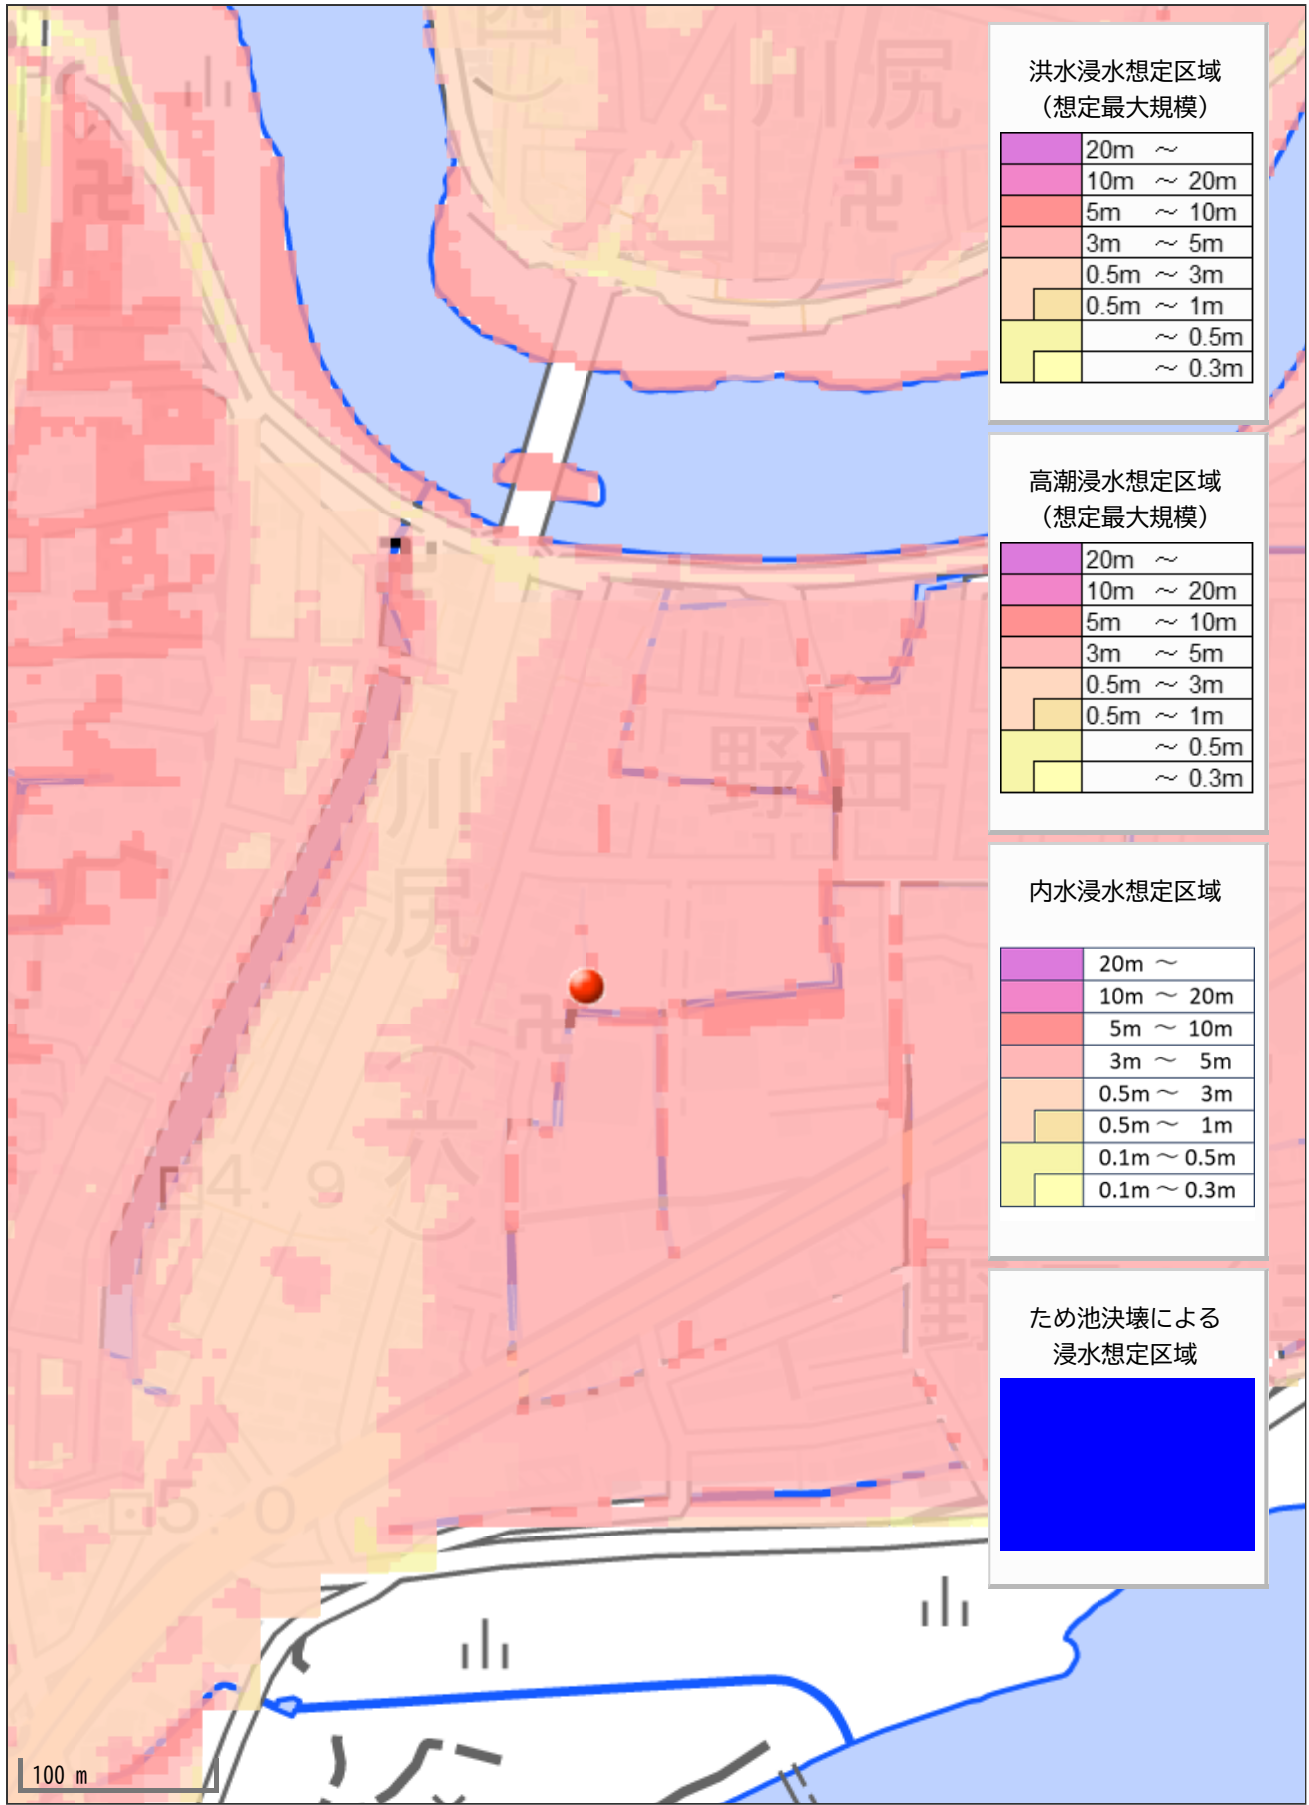 西
）
川尻
卍
卍
野田
川
尻
（
六
）
卍
4.9
5.0
野
100 m
洪水浸水想定区域
（想定最大規模）
20m ～
10m ～ 20m
5m ～ 10m
3m ～ 5m
0.5m ～ 3m
0.5m ～ 1m
～ 0.5m
～ 0.3m
高潮浸水想定区域
（想定最大規模）
20m ～
10m ～ 20m
5m ～ 10m
3m ～ 5m
0.5m ～ 3m
0.5m ～ 1m
～ 0.5m
～ 0.3m
内水浸水想定区域
20m ～
10m ～ 20m
5m ～ 10m
3m ～ 5m
0.5m ～ 3m
0.5m ～ 1m
0.1m ～ 0.5m
0.1m ～ 0.3m
ため池決壊による
浸水想定区域